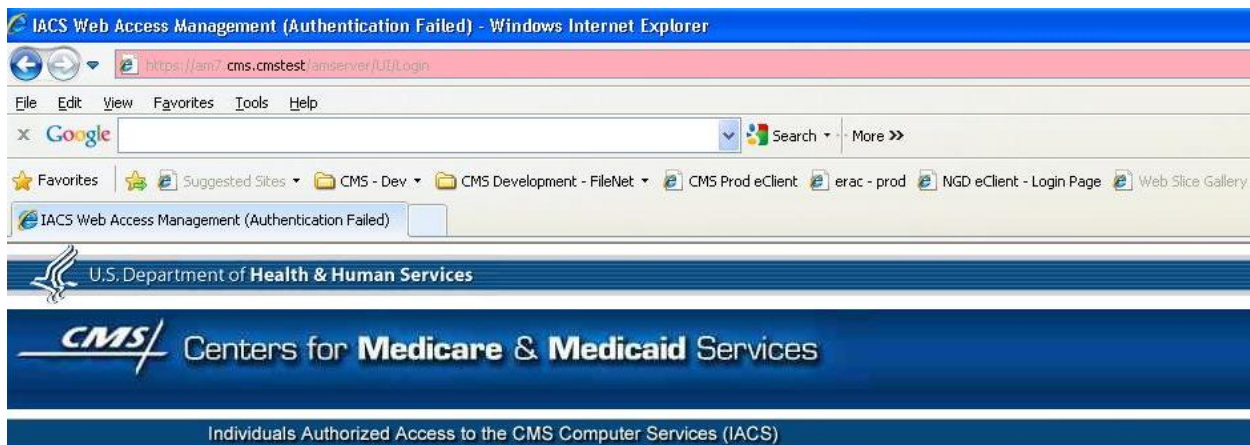 IACS Web Access Management (Authentication Failed) - Windows Internet Explorer
https://am7.cms.cmstest/amserver/UI/Login
File Edit View Favorites Tools Help
x Google Search More >>
Favorites Suggested Sites CMS - Dev CMS Development - FileNet CMS Prod eClient erac - prod NGD eClient - Login Page Web Slice Gallery
IACS Web Access Management (Authentication Failed)
U.S. Department of Health & Human Services
CMS Centers for Medicare & Medicaid Services
Individuals Authorized Access to the CMS Computer Services (IACS)